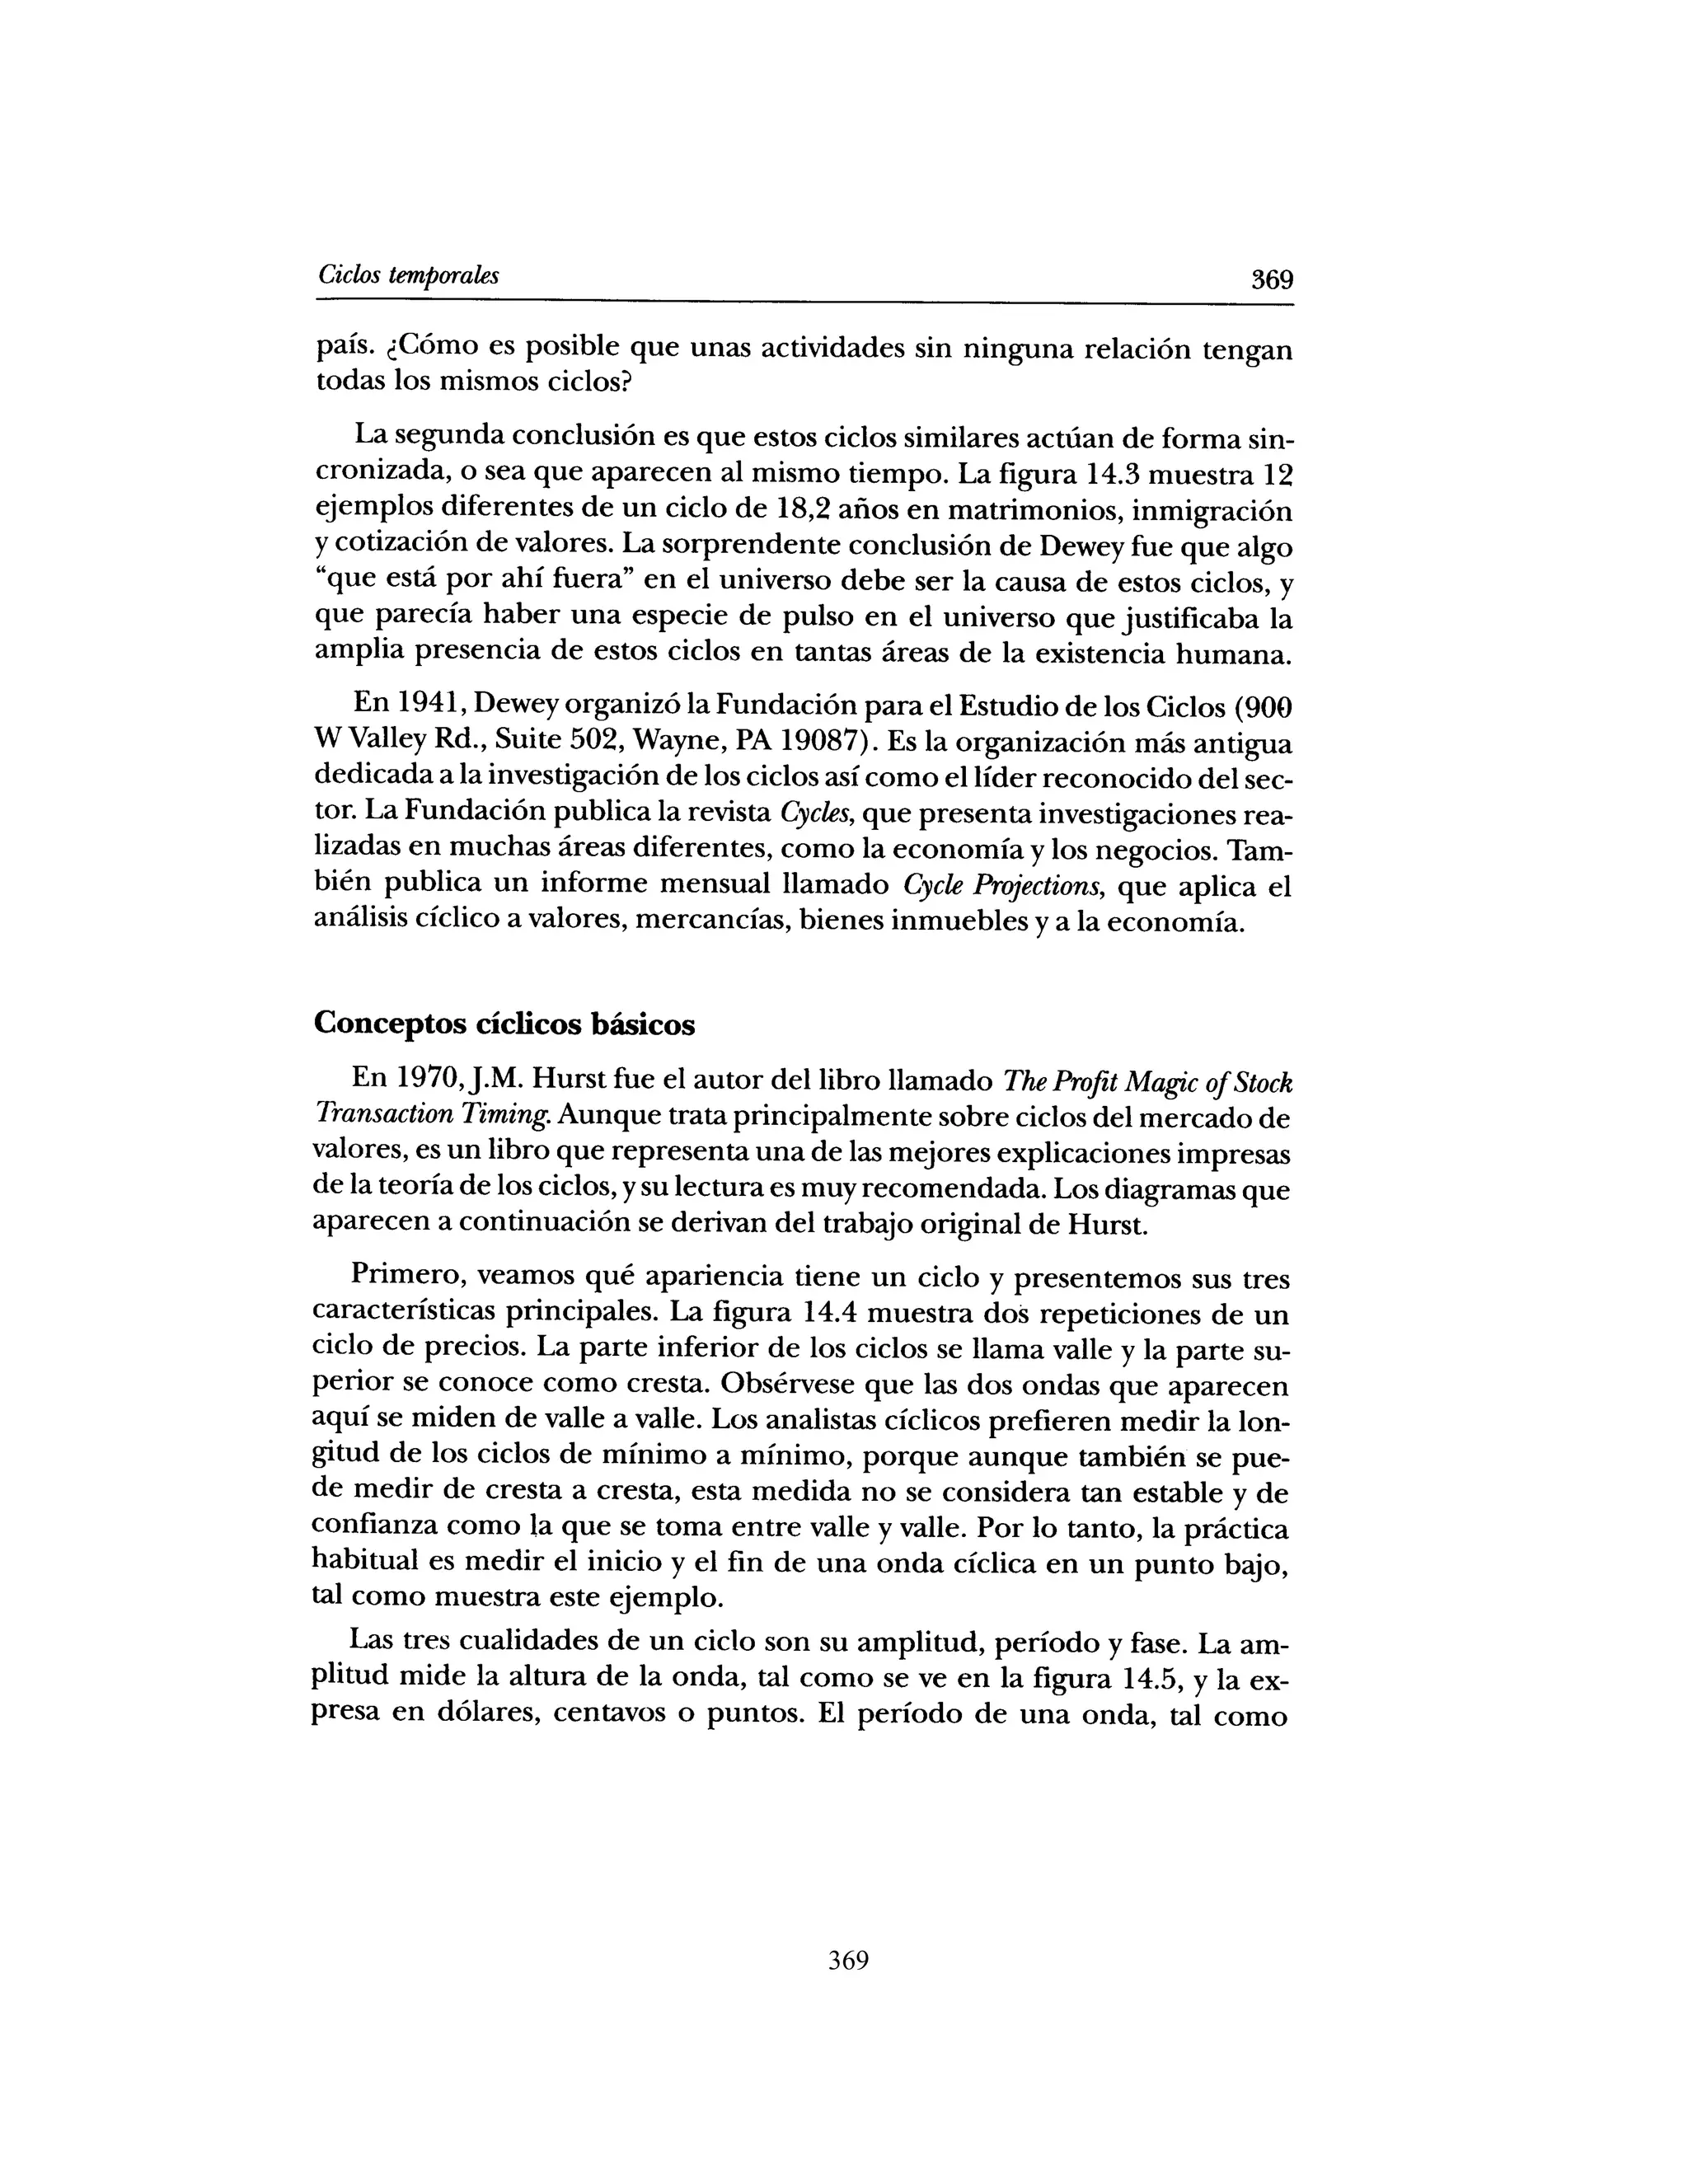 Ciclos temporales 369
país. ¿Cómo es posible que unas actividades sin ninguna relación tengan
todas los mismos ciclos?
La segunda conclusión es que estos ciclos similares actúan de forma sin-
cronizada, o sea que aparecen al mismo tiempo. La figura 14.3 muestra 12
ejemplos diferentes de un ciclo de 18,2 años en matrimonios, inmigración
y cotización de valores. La sorprendente conclusión de Dewey fue que algo
“que está por ahí fuera” en el universo debe ser la causa de estos ciclos, y
que parecía haber una especie de pulso en el universo que justificaba la
amplia presencia de estos ciclos en tantas áreas de la existencia humana.
En 1941, Dewey organizó la Fundación para el Estudio de los Ciclos (900
W Valley Rd., Suite 502, Wayne, PA 19087). Es la organización más antigua
dedicada a la investigación de los ciclos así como el líder reconocido del sec-
tor. La Fundación publica la revista Cycles, que presenta investigaciones rea-
lizadas en muchas áreas diferentes, como la economía y los negocios. Tam-
bién publica un informe mensual llamado Cycle Projections, que aplica el
análisis cíclico a valores, mercancías, bienes inmuebles y a la economía.
Conceptos cíclicos básicos
En 1970, J.M. Hurst fue el autor del libro llamado The Profit Magic of Stock
Transaction Timing. Aunque trata principalmente sobre ciclos del mercado de
valores, es un libro que representa una de las mejores explicaciones impresas
de la teoría de los ciclos, y su lectura es muy recomendada. Los diagramas que
aparecen a continuación se derivan del trabajo original de Hurst.
Primero, veamos qué apariencia tiene un ciclo y presentemos sus tres
características principales. La figura 14.4 muestra dos repeticiones de un
ciclo de precios. La parte inferior de los ciclos se llama valle y la parte su-
perior se conoce como cresta. Obsérvese que las dos ondas que aparecen
aquí se miden de valle a valle. Los analistas cíclicos prefieren medir la lon-
gitud de los ciclos de mínimo a mínimo, porque aunque también se pue-
de medir de cresta a cresta, esta medida no se considera tan estable y de
confianza como la que se toma entre valle y valle. Por lo tanto, la práctica
habitual es medir el inicio y el fin de una onda cíclica en un punto bajo,
tal como muestra este ejemplo.
Las tres cualidades de un ciclo son su amplitud, período y fase. La am-
plitud mide la altura de la onda, tal como se ve en la figura 14.5, y la ex-
presa en dólares, centavos o puntos. El período de una onda, tal como
369